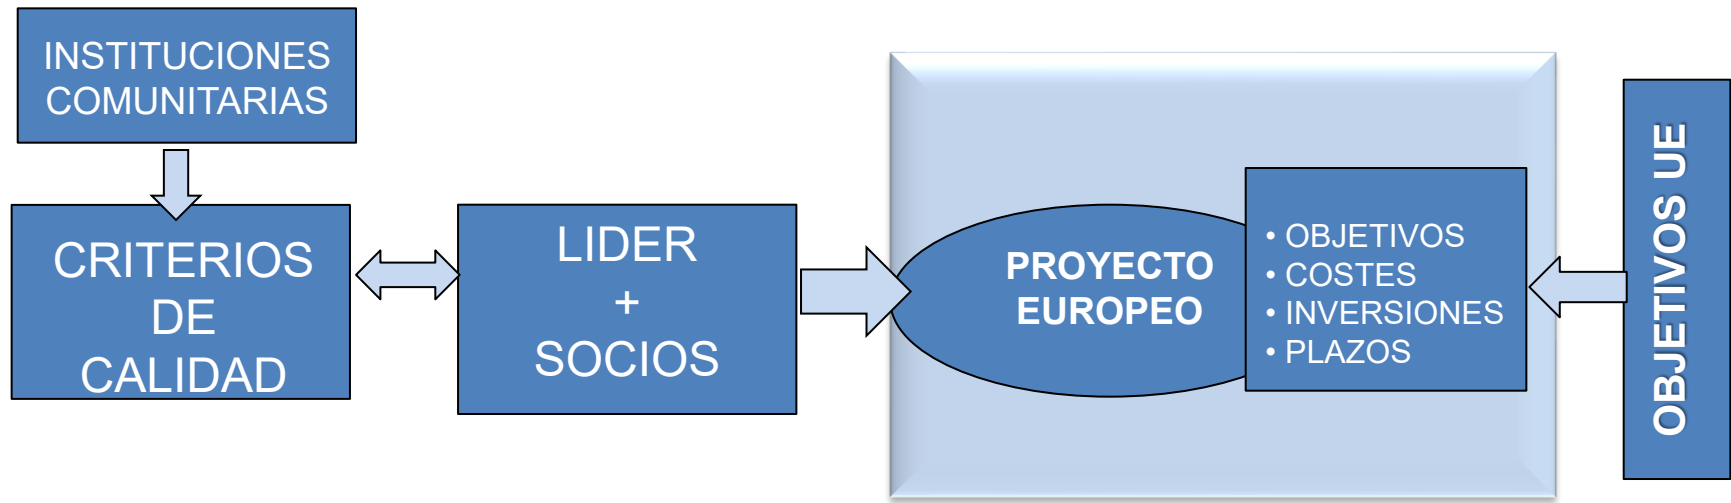 INSTITUCIONES
COMUNITARIAS
CRITERIOS
DE
CALIDAD
LIDER
+
SOCIOS
PROYECTO
EUROPEO
• OBJETIVOS
• COSTES
• INVERSIONES
• PLAZOS
OBJETIVOS UE